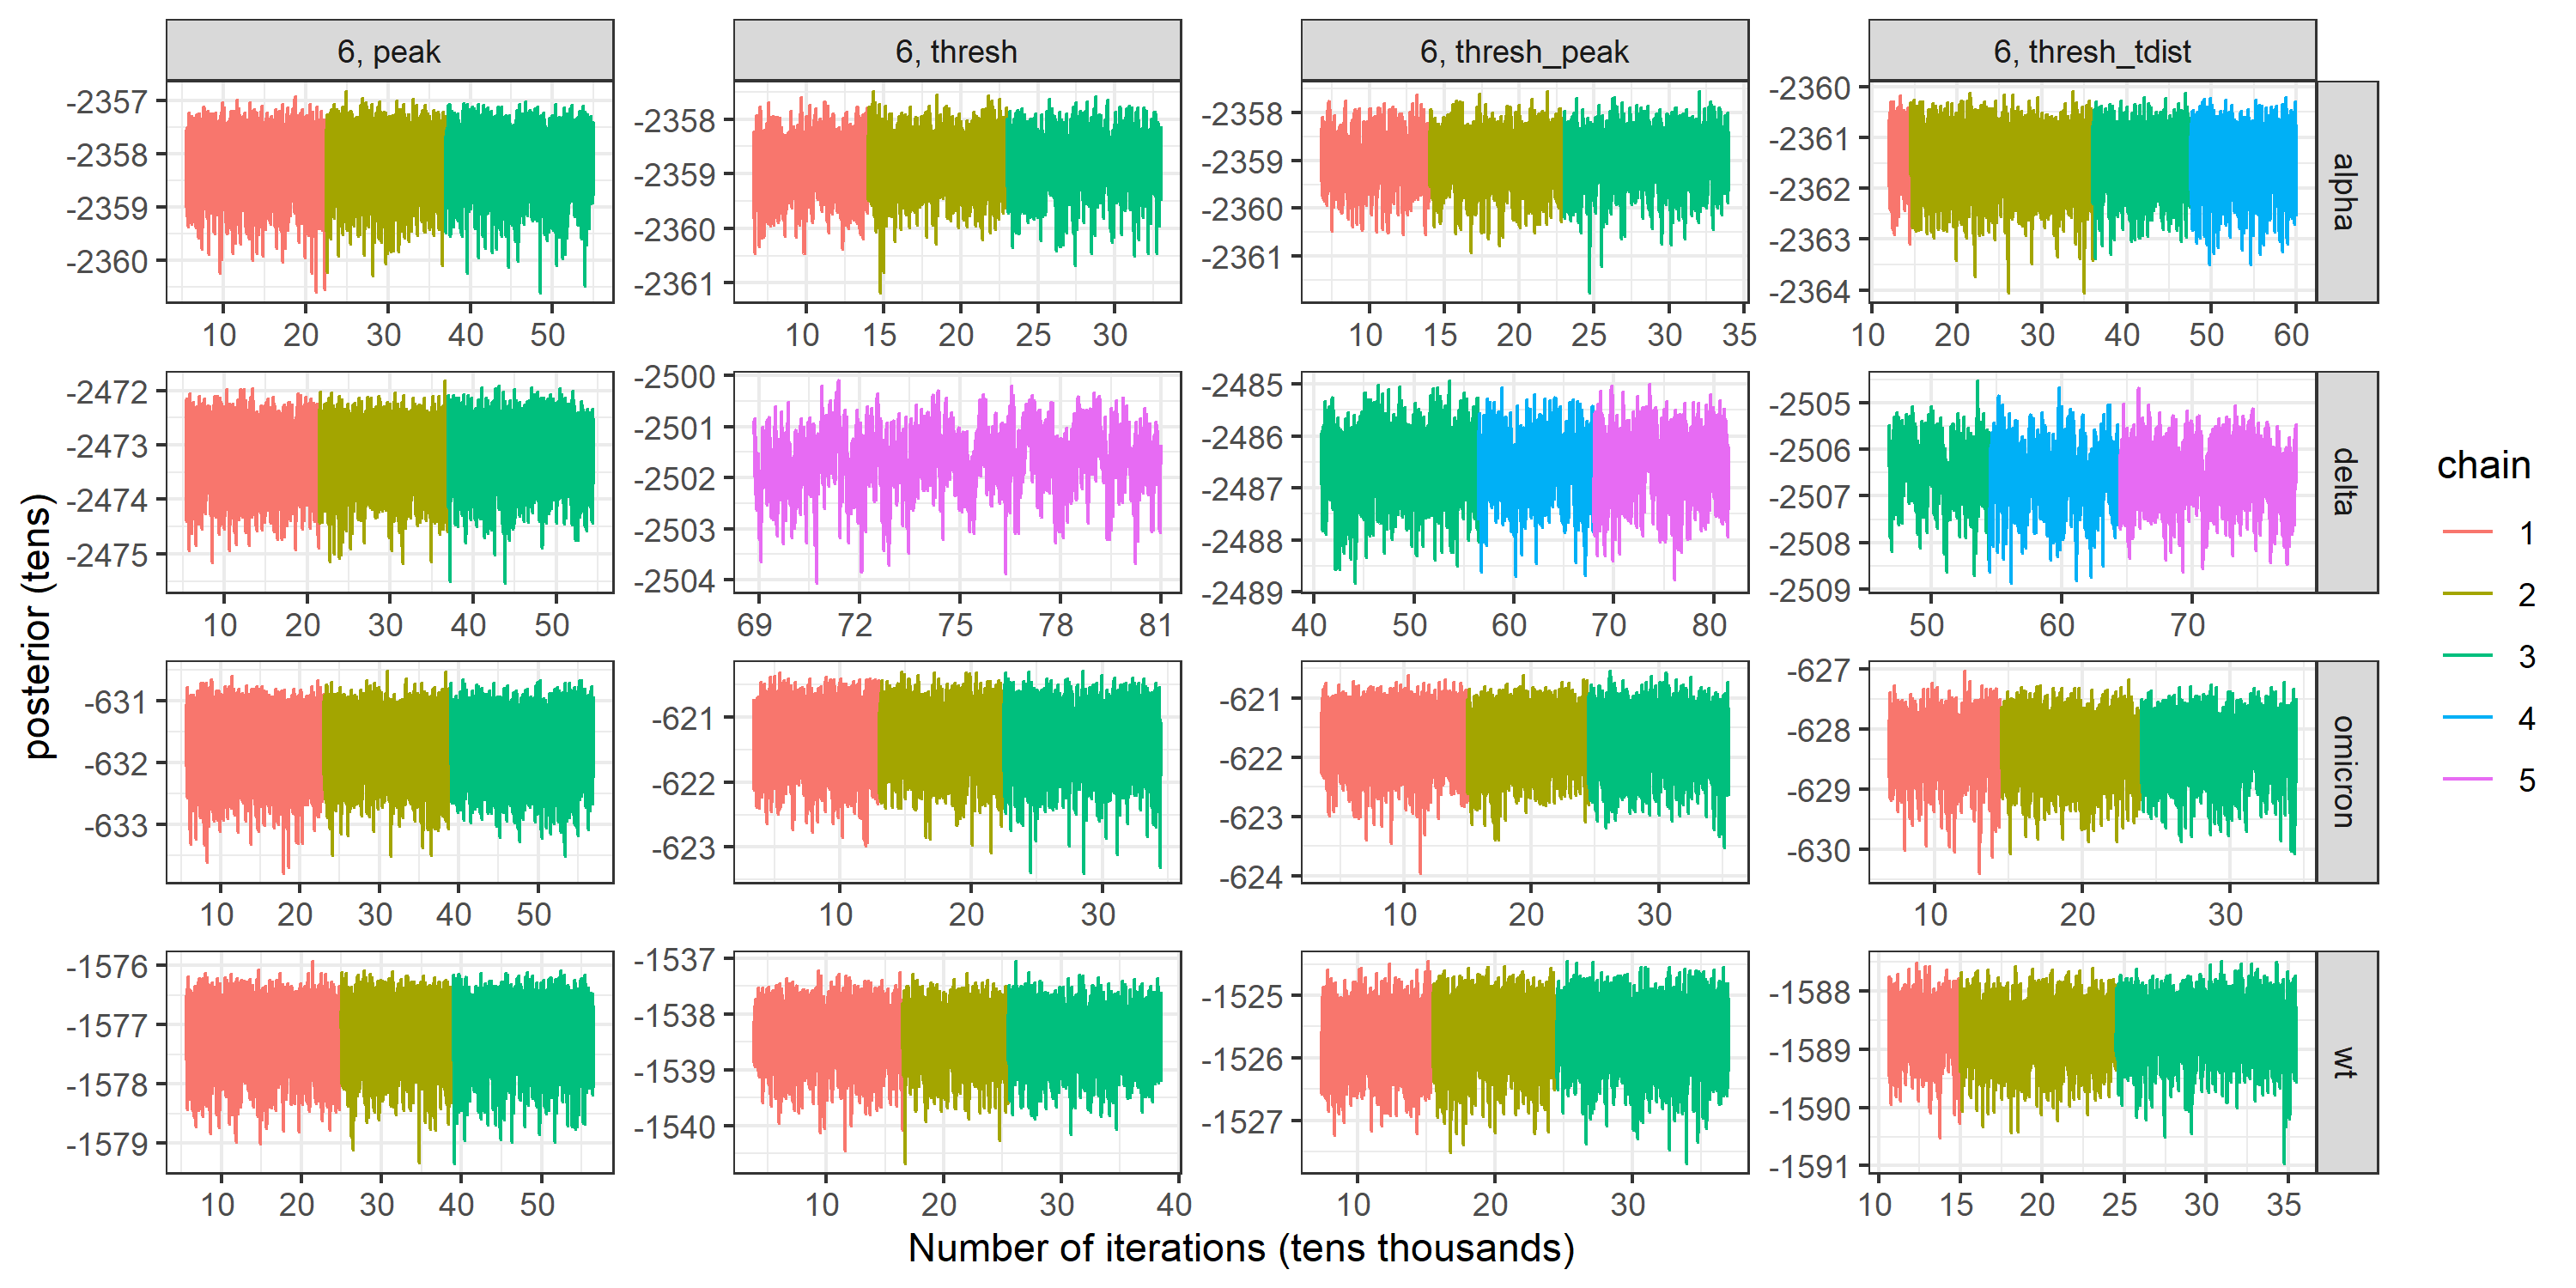 6, peak
6, thresh
6, thresh_peak
6, thresh_tdist
-2357
-2358
-2359
-2360
10 20 30 40 50
-2358
-2359
-2360
-2361
10 15 20 25 30
-2358
-2359
-2360
-2361
10 15 20 25 30 35
-2360
-2361
-2362
-2363
-2364
10 20 30 40 50 60
alpha
-2472
-2473
-2474
-2475
10 20 30 40 50
-2500
-2501
-2502
-2503
-2504
69 72 75 78 81
-2485
-2486
-2487
-2488
-2489
40 50 60 70 80
-2505
-2506
-2507
-2508
-2509
50 60 70
delta
-631
-632
-633
10 20 30 40 50
-621
-622
-623
10 20 30
-621
-622
-623
-624
10 20 30
-627
-628
-629
-630
10 20 30
omicron
-1576
-1577
-1578
-1579
10 20 30 40 50
-1537
-1538
-1539
-1540
10 20 30 40
-1525
-1526
-1527
10 20 30
-1588
-1589
-1590
-1591
10 15 20 25 30 35
wt
posterior (tens)
Number of iterations (tens thousands)
chain
1
2
3
4
5